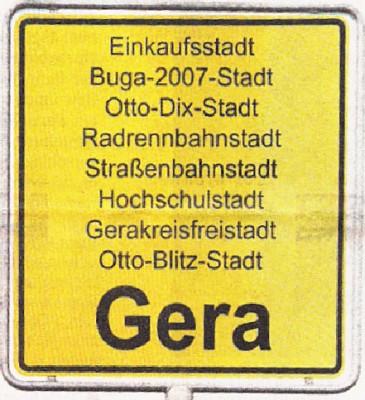 Einkaufsstadt
Buga-2007-Stadt
Otto-Dix-Stadt
Radrennbahnstadt
Straßenbahnstadt
Hochschulstadt
Gerakreisfreistadt
Otto-Blitz-Stadt
Gera